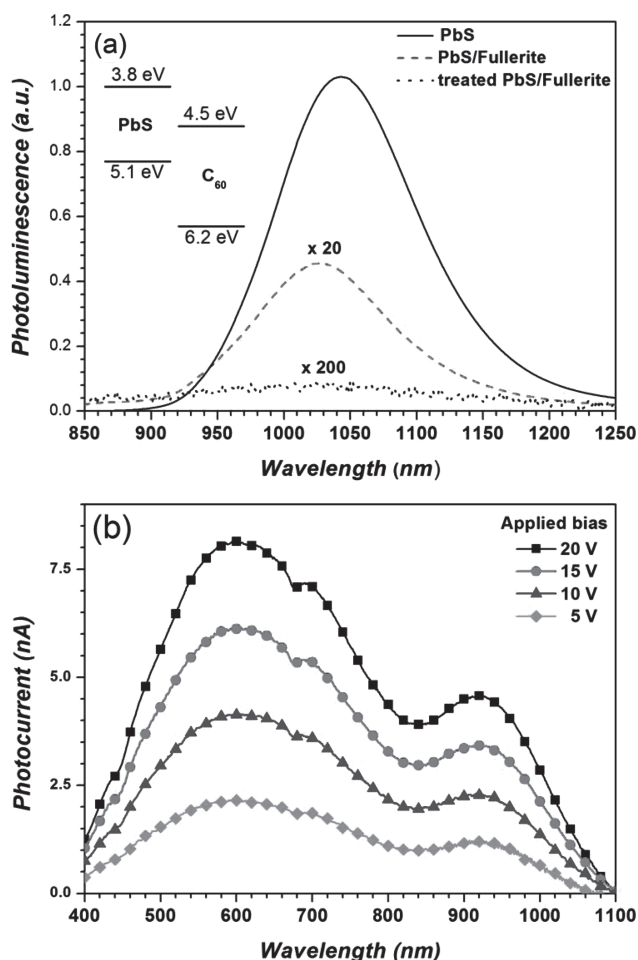 (a)
PbS
PbS/Fullerite
treated PbS/Fullerite
3.8 eV
PbS
4.5 eV
5.1 eV
C60
6.2 eV
x 20
x 200
Photoluminescence (a.u.)
1.2
1.0
0.8
0.6
0.4
0.2
0.0
850 900 950 1000 1050 1100 1150 1200 1250
Wavelength (nm)
(b)
Applied bias
20 V
15 V
10 V
5 V
Photocurrent (nA)
7.5
5.0
2.5
0.0
400 500 600 700 800 900 1000 1100
Wavelength (nm)